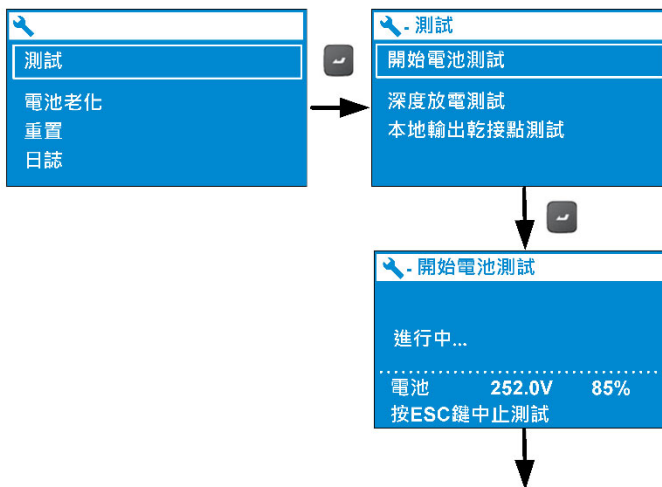 測試
電池老化
重置
日誌
- 測試
開始電池測試
深度放電測試
本地輸出乾接點測試
- 開始電池測試
進行中...
電池 252.0V 85%
按ESC鍵中止測試